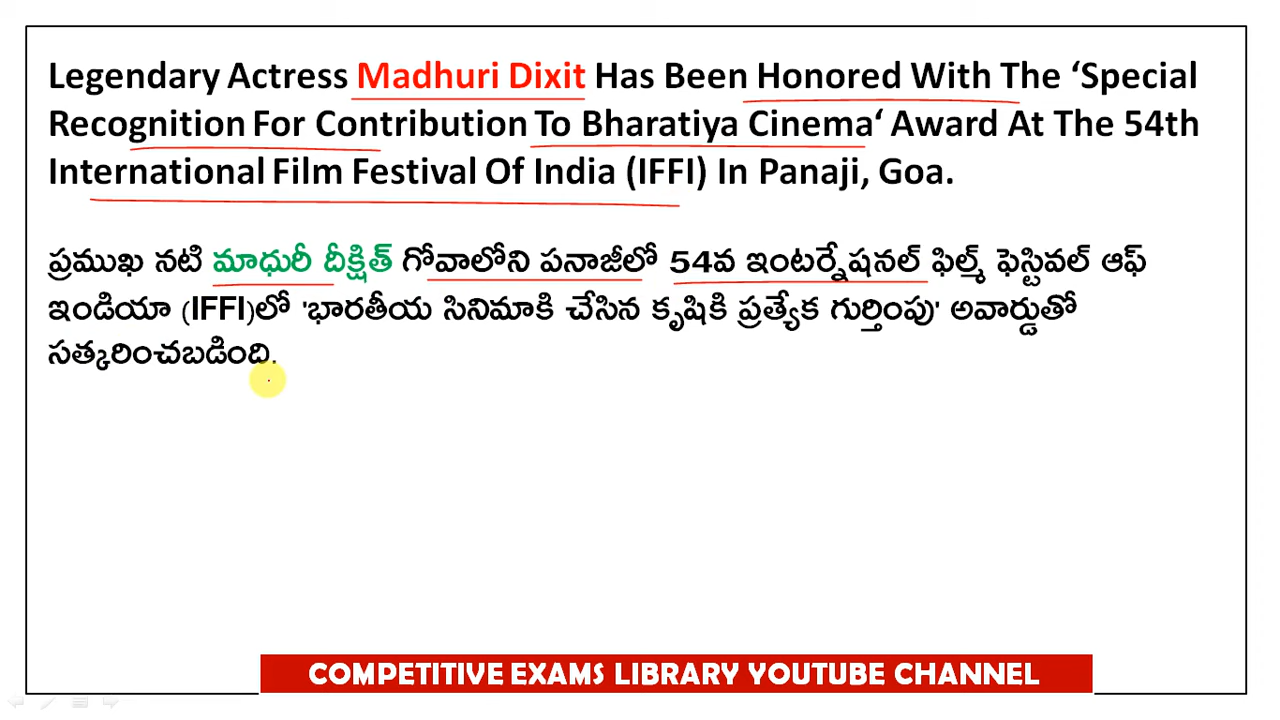 Legendary Actress Madhuri Dixit Has Been Honored With The ‘Special
Recognition For Contribution To Bharatiya Cinema‘ Award At The 54th
International Film Festival Of India (IFFI) In Panaji, Goa.
ప్రముఖ నటి మాధురీ దీక్షిత్ గోవాలోని పనాజీలో 54వ ఇంటర్నేషనల్ ఫిల్మ్ ఫెస్టివల్ ఆఫ్
ఇండియా (IFFI)లో 'భారతీయ సినిమాకి చేసిన కృషికి ప్రత్యేక గుర్తింపు' అవార్డుతో
సత్కరించబడింది.
COMPETITIVE EXAMS LIBRARY YOUTUBE CHANNEL